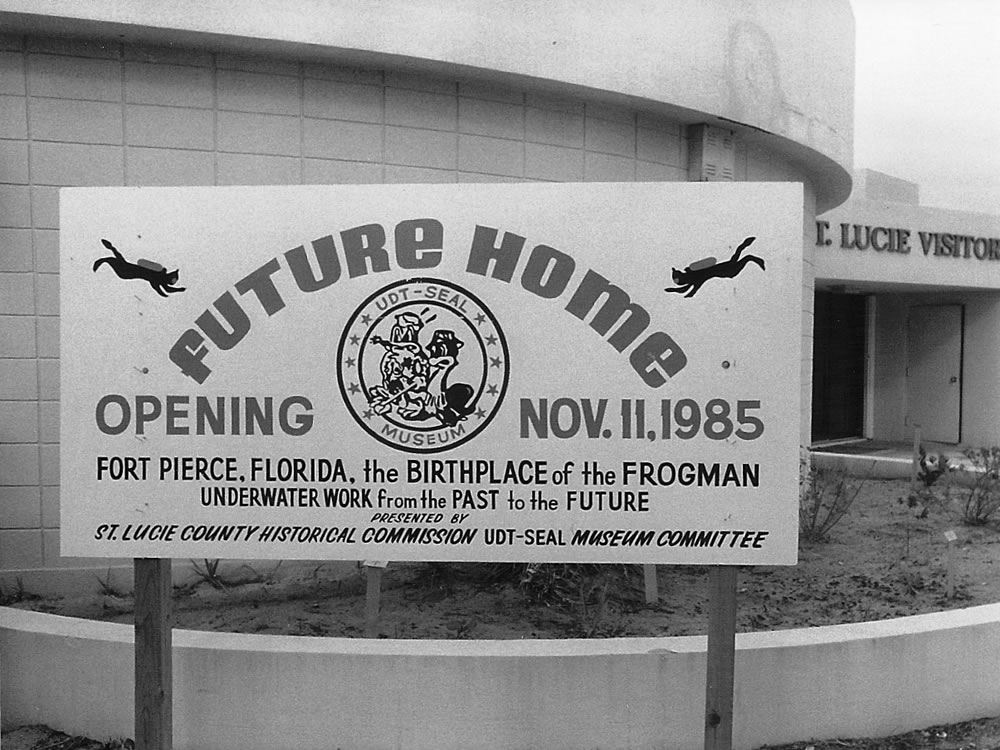 FUTURE HOME
UDT-SEAL
MUSEUM
OPENING NOV. 11, 1985
FORT PIERCE, FLORIDA, the BIRTHPLACE of the FROGMAN
UNDERWATER WORK from the PAST to the FUTURE
PRESENTED BY
ST. LUCIE COUNTY HISTORICAL COMMISSION UDT-SEAL MUSEUM COMMITTEE
T. LUCIE VISITOR